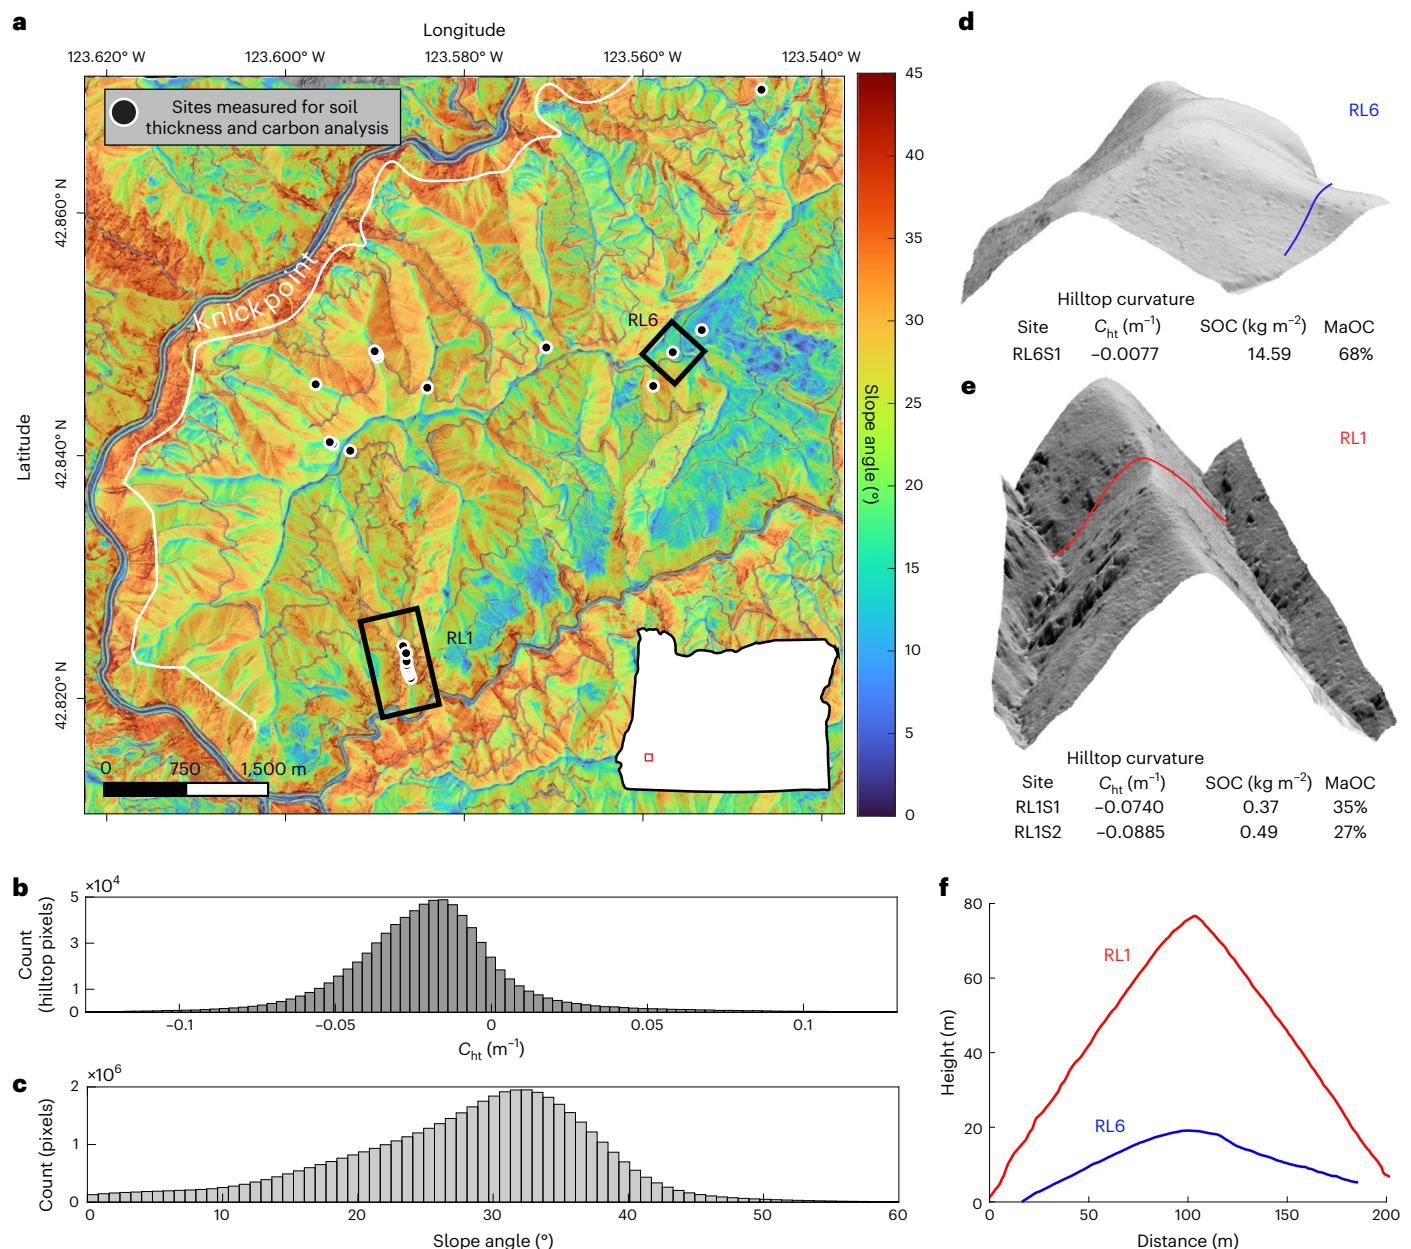 a
Longitude
123.620° W 123.600° W 123.580° W 123.560° W 123.540° W
Sites measured for soil
thickness and carbon analysis
Knickpoint
RL6
RL1
Latitude
42.860° N
42.840° N
42.820° N
0 750 1,500 m
45
40
35
30
25
20
15
10
5
0
Slope angle (°)
d
RL6
Hilltop curvature
Site Cht (m−1) SOC (kg m−2) MaOC
RL6S1 −0.0077 14.59 68%
e
RL1
Hilltop curvature
Site Cht (m−1) SOC (kg m−2) MaOC
RL1S1 −0.0740 0.37 35%
RL1S2 −0.0885 0.49 27%
b
×10⁴
5
3
1
0
Count
(hilltop pixels)
−0.1 −0.05 0 0.05 0.1
Cht (m−1)
c
×10⁶
2
1
0
Count (pixels)
0 10 20 30 40 50 60
Slope angle (°)
f
80
60
40
20
0
Height (m)
RL1
RL6
0 50 100 150 200
Distance (m)